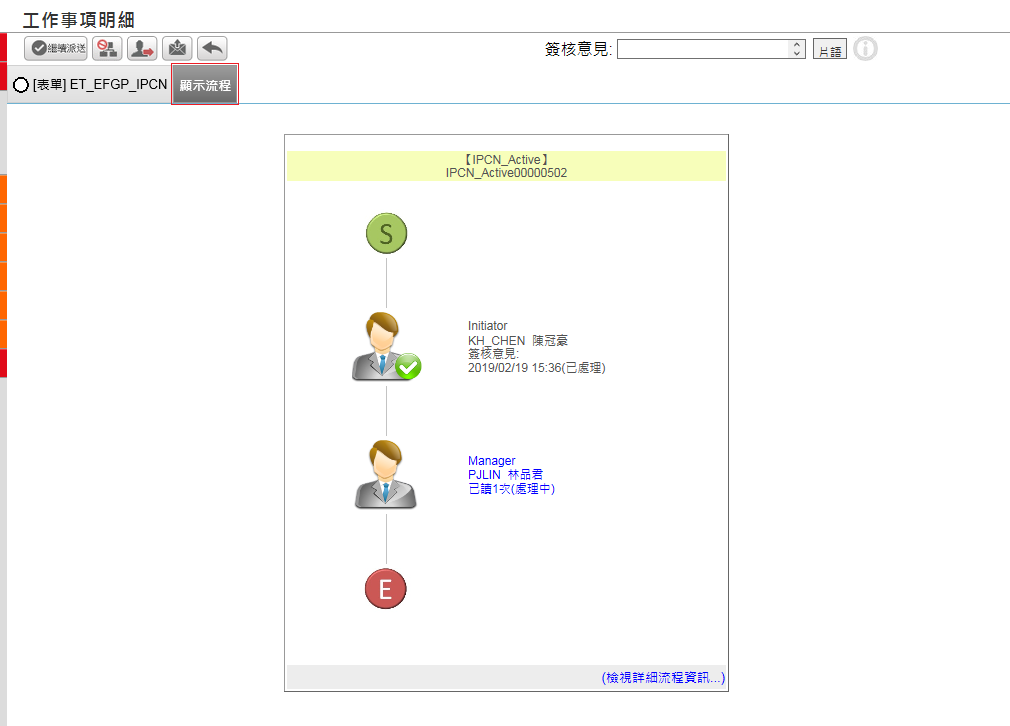 工作事項明細
繼續派送
簽核意見:
片語
[表單] ET_EFGP_IPCN
顯示流程
【IPCN_Active】
IPCN_Active00000502
S
Initiator
KH_CHEN 陳冠豪
簽核意見:
2019/02/19 15:36(已處理)
Manager
PJLIN 林品君
已讀1次(處理中)
E
(檢視詳細流程資訊...)